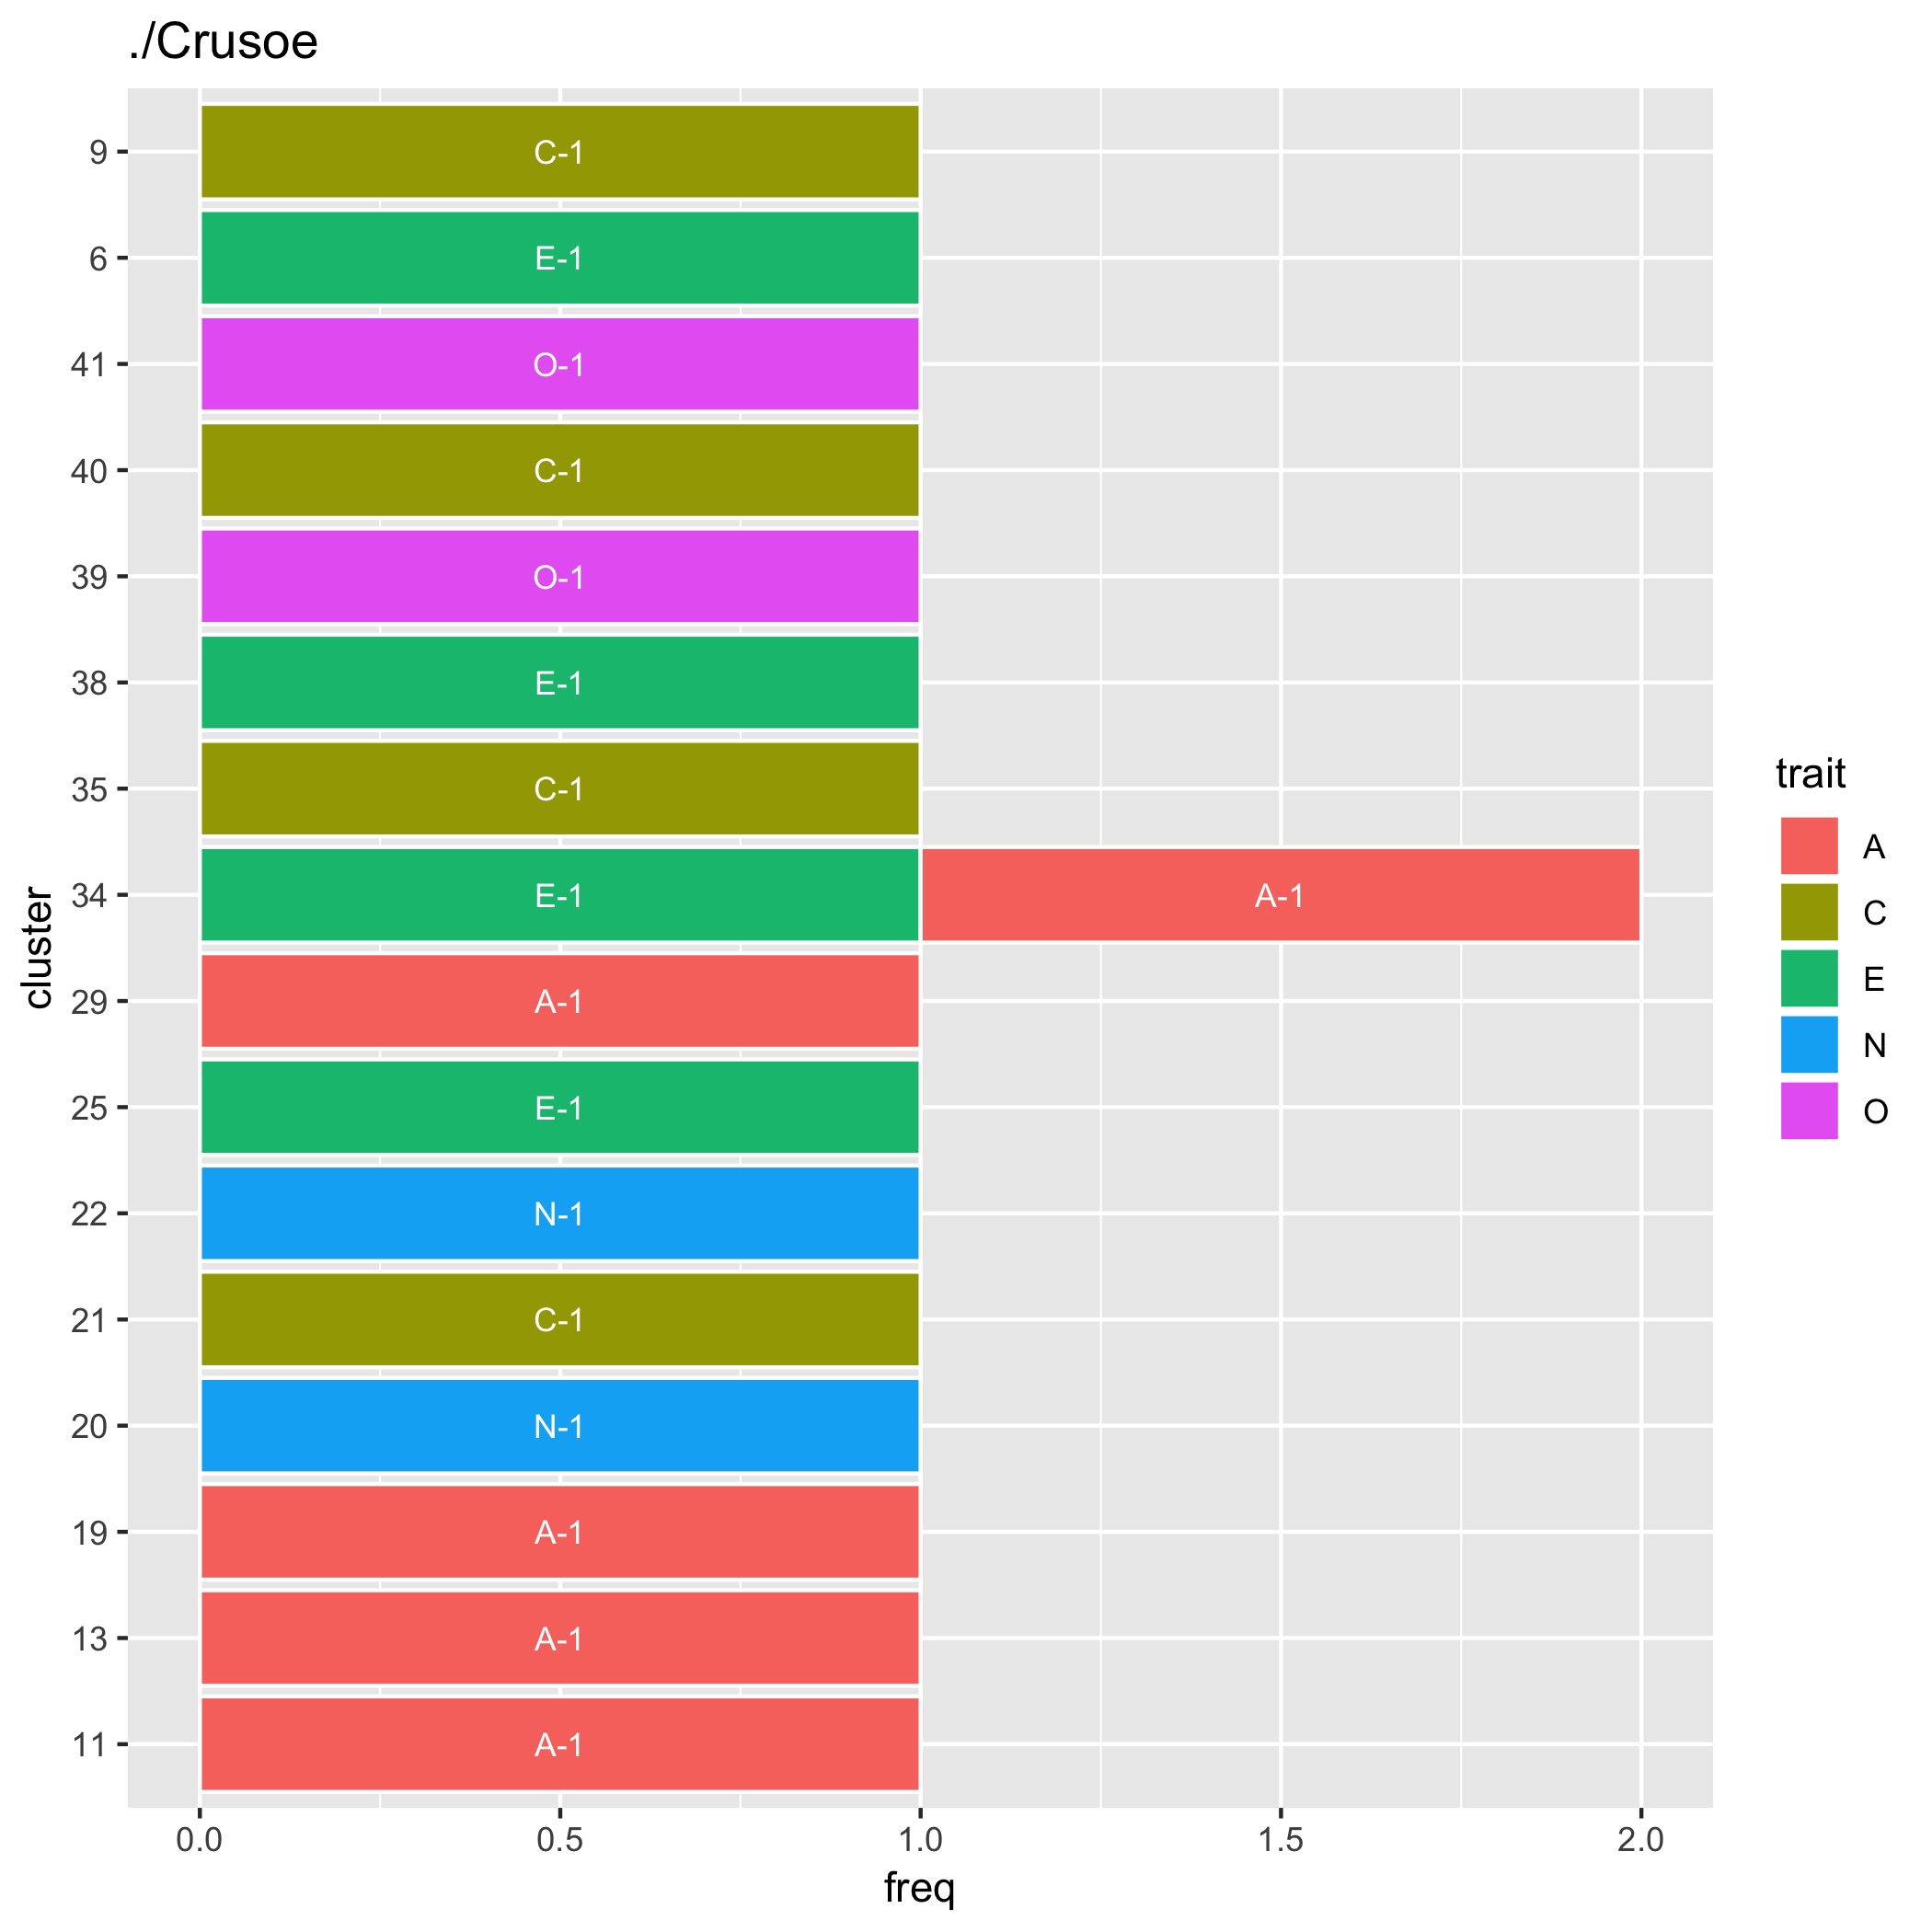 ./Crusoe
9 C-1
6 E-1
41 O-1
40 C-1
39 O-1
38 E-1
35 C-1
34 E-1 A-1
29 A-1
25 E-1
22 N-1
21 C-1
20 N-1
19 A-1
13 A-1
11 A-1
0.0 0.5 1.0 1.5 2.0
freq
cluster
trait
A
C
E
N
O